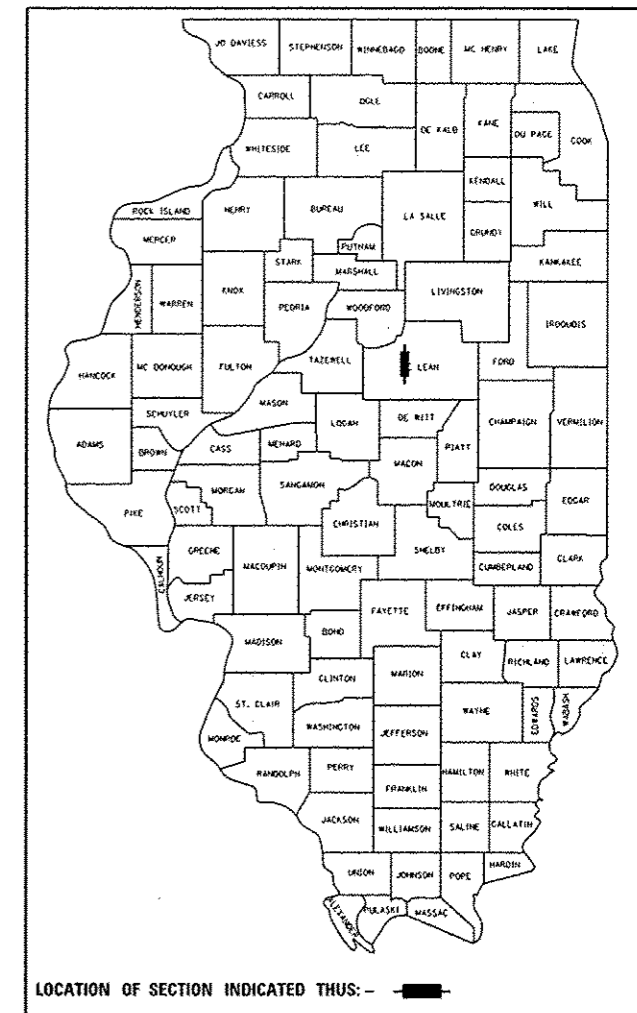 JO DAVIESS STEPHENSON WINNEBAGO BOONE MC HENRY LAKE
CARROLL OGLE DE KALB KANE DU PAGE COOK
WHITESIDE LEE KENDALL WILL
ROCK ISLAND HENRY BUREAU LA SALLE GRUNDY
MERCER PUTNAM KANKAKEE
STARK MARSHALL
HENDERSON WARREN KNOX PEORIA WOODFORD LIVINGSTON IROQUOIS
HANCOCK MC DONOUGH FULTON TAZEWELL LEAN FORD
SCHUYLER MASON LOGAN DE WITT CHAMPAIGN VERMILION
ADAMS BROWN CASS MENARD MACON PIATT
PIKE SCOTT MORGAN SANGAMON CHRISTIAN MOULTRIE DOUGLAS EDGAR
COLES
CALHOUN GREENE MACOUPIN MONTGOMERY SHELBY CUMBERLAND CLARK
JERSEY FAYETTE EFFINGHAM JASPER CRAWFORD
MADISON BOND CLAY RICHLAND LAWRENCE
CLINTON MARION
ST. CLAIR WAYNE EDWARDS WABASH
MONROE WASHINGTON JEFFERSON
RANDOLPH PERRY HAMILTON WHITE
FRANKLIN
JACKSON WILLIAMSON SALINE GALLATIN
UNION JOHNSON POPE HARDIN
ALEXANDER PULASKI MASSAC
LOCATION OF SECTION INDICATED THUS: -